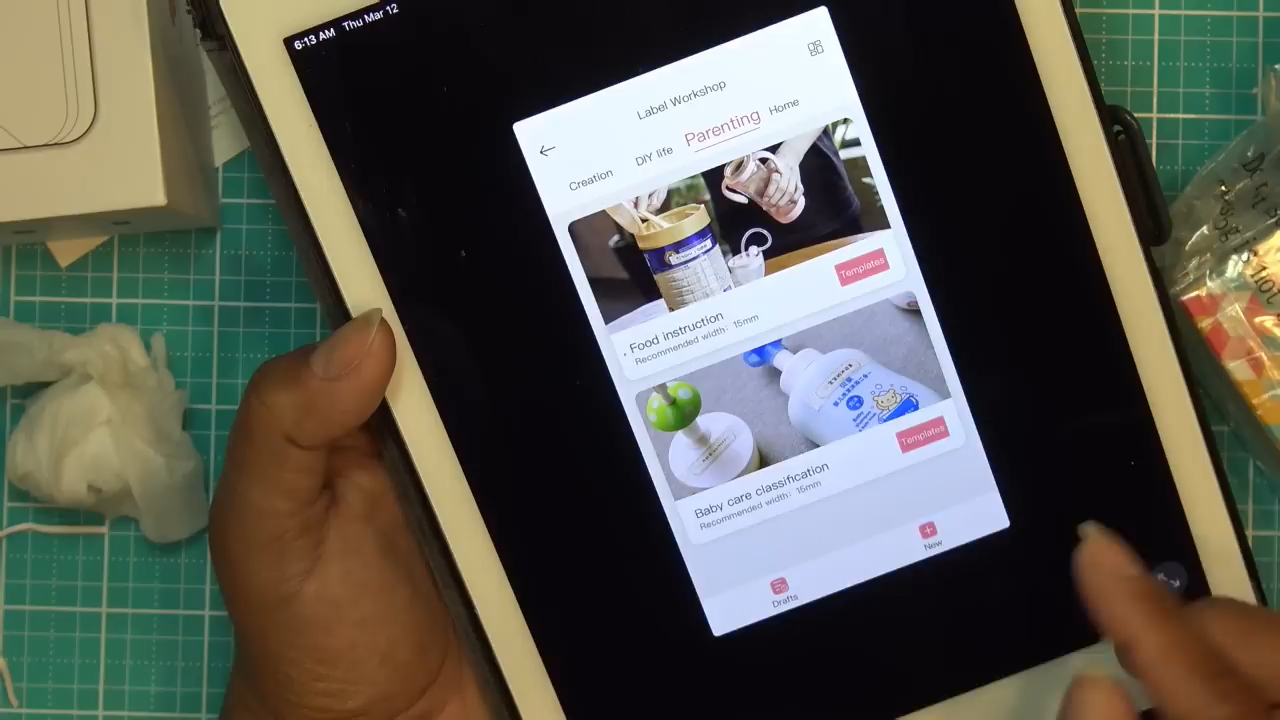 6:13 AM Thu Mar 12
Label Workshop
Creation DIY life Parenting Home
Templates
Food instruction
Recommended width: 15mm
Templates
Baby care classification
Recommended width: 15mm
Drafts
New